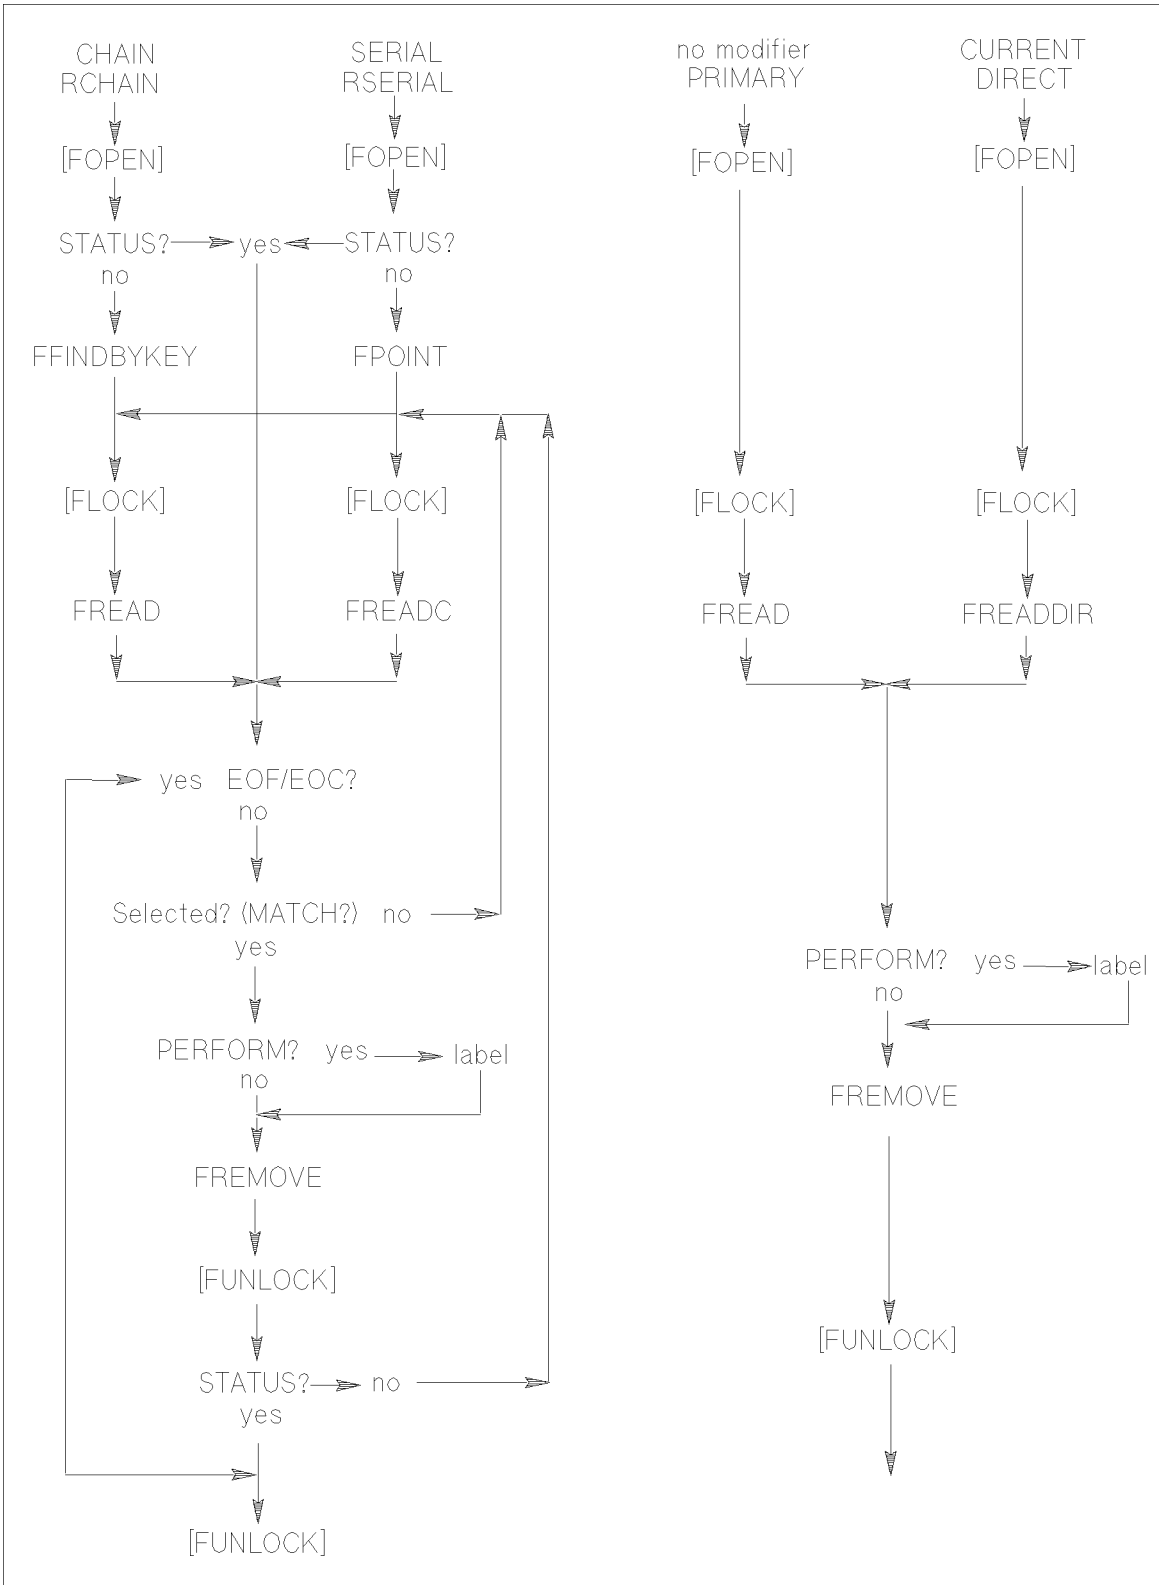 CHAIN
RCHAIN
SERIAL
RSERIAL
no modifier
PRIMARY
CURRENT
DIRECT
[FOPEN]
[FOPEN]
[FOPEN]
[FOPEN]
STATUS? yes STATUS?
no
no
FFINDBYKEY
FPOINT
[FLOCK]
[FLOCK]
[FLOCK]
[FLOCK]
FREAD
FREADC
FREAD
FREADDIR
yes EOF/EOC?
no
Selected? (MATCH?) no
yes
PERFORM? yes label
no
FREMOVE
[FUNLOCK]
STATUS? no
yes
[FUNLOCK]
PERFORM? yes label
no
FREMOVE
[FUNLOCK]